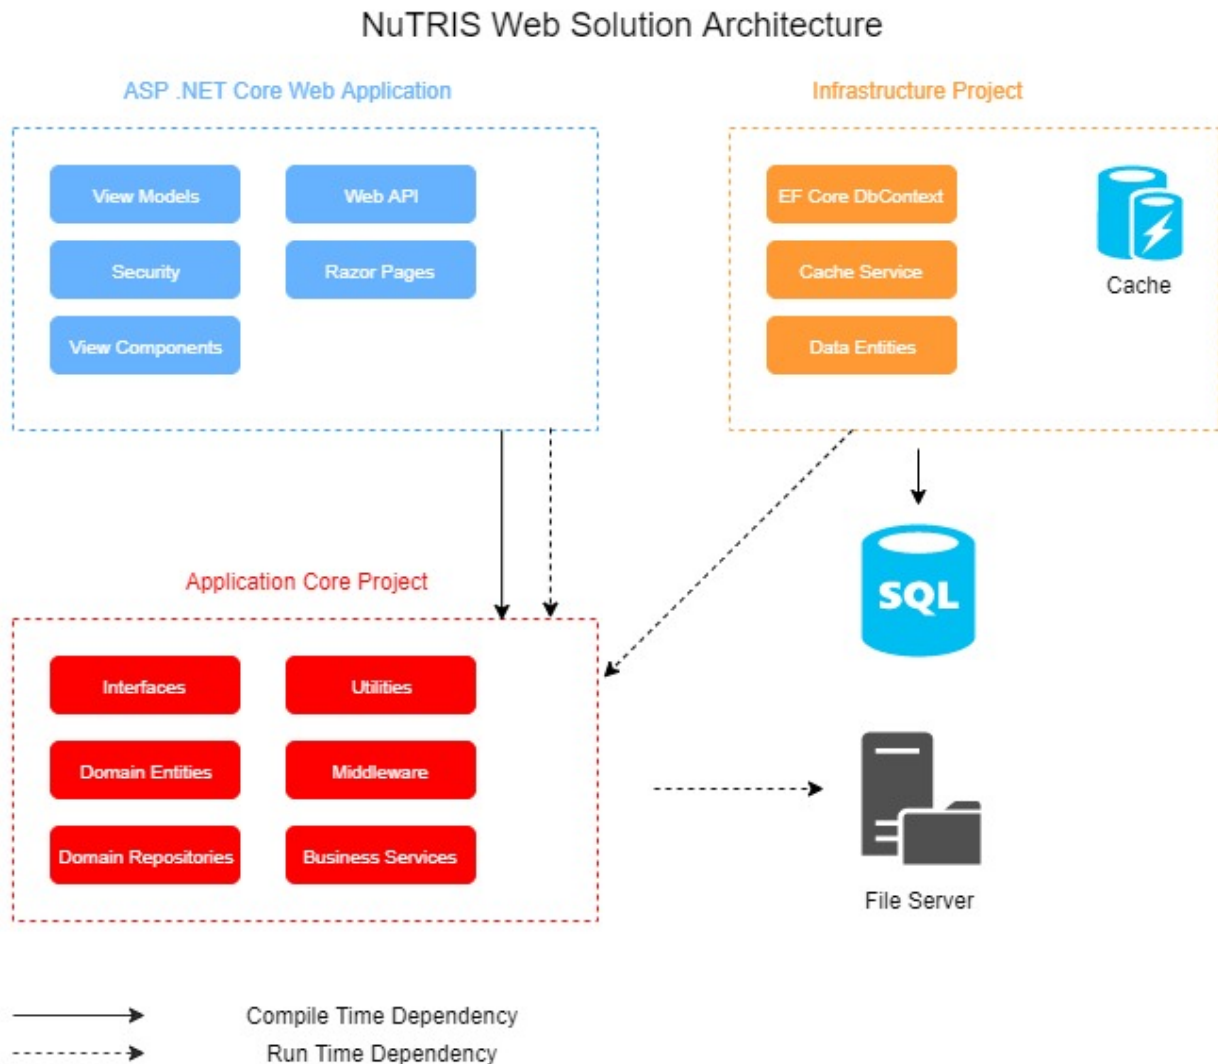 NuTRIS Web Solution Architecture
ASP .NET Core Web Application
Infrastructure Project
View Models
Web API
EF Core DbContext
Security
Razor Pages
Cache Service
Cache
View Components
Data Entities
Application Core Project
SQL
Interfaces
Utilities
Domain Entities
Middleware
Domain Repositories
Business Services
File Server
Compile Time Dependency
Run Time Dependency